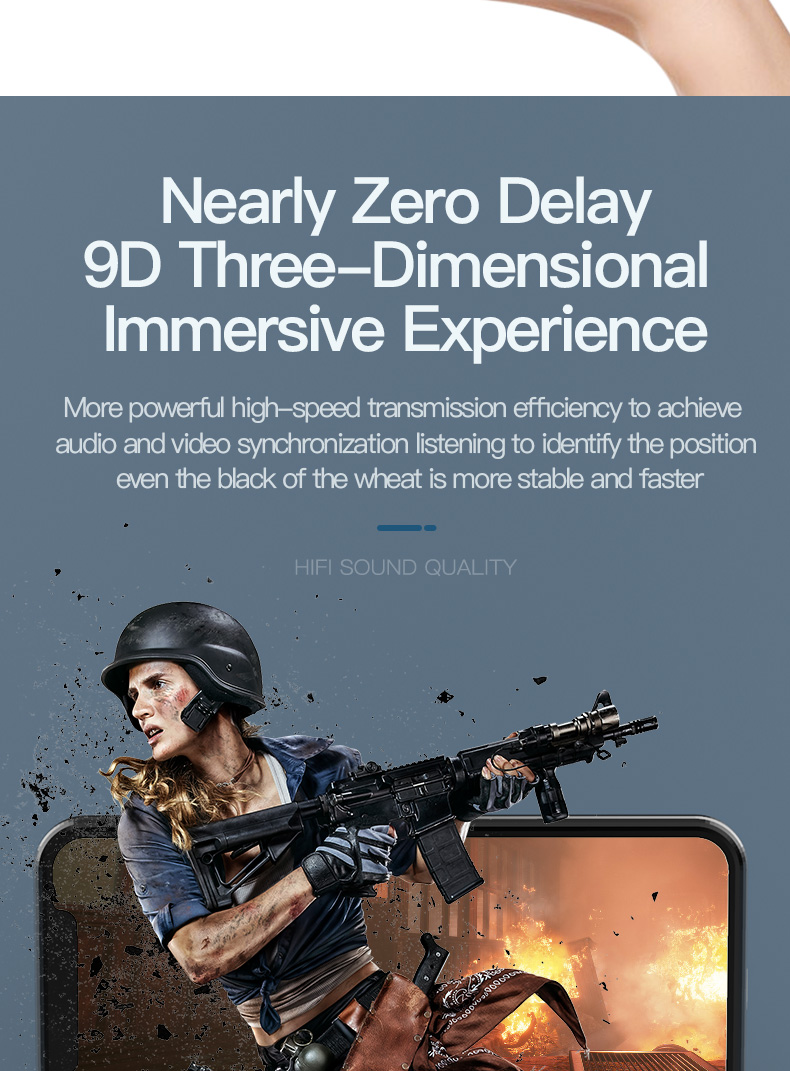 Nearly Zero Delay
9D Three–Dimensional
Immersive Experience
More powerful high–speed transmission efficiency to achieve
audio and video synchronization listening to identify the position
even the black of the wheat is more stable and faster
HIFI SOUND QUALITY